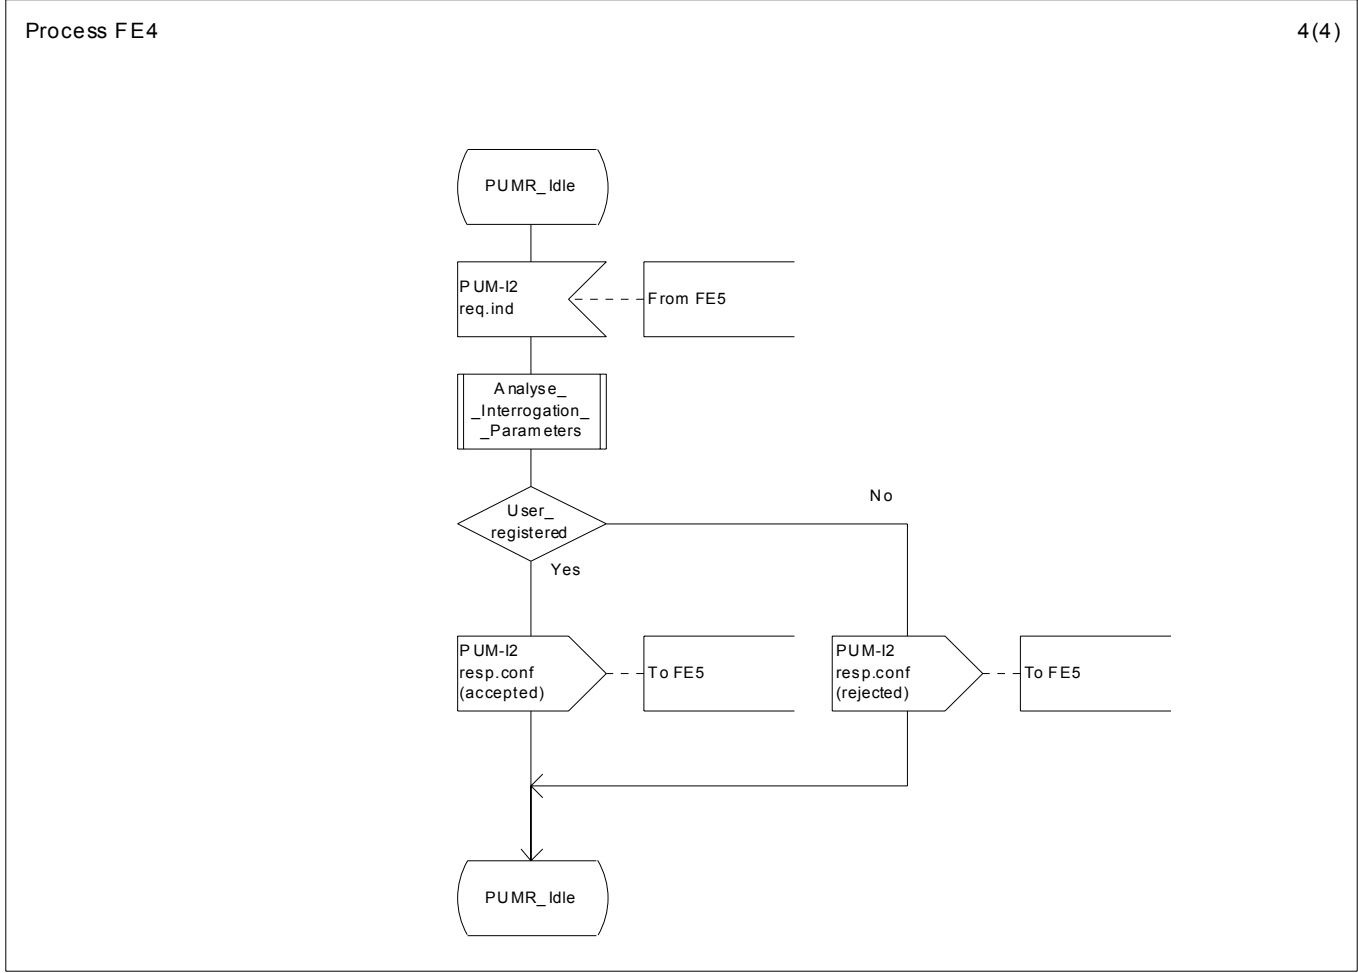 Process FE4
4(4)
PUMR_Idle
PUM-I2
req.ind
From FE5
Analyse_
_Interrogation_
_Parameters
No
User_
registered
Yes
PUM-I2
resp.conf
(accepted)
To FE5
PUM-I2
resp.conf
(rejected)
To FE5
PUMR_Idle